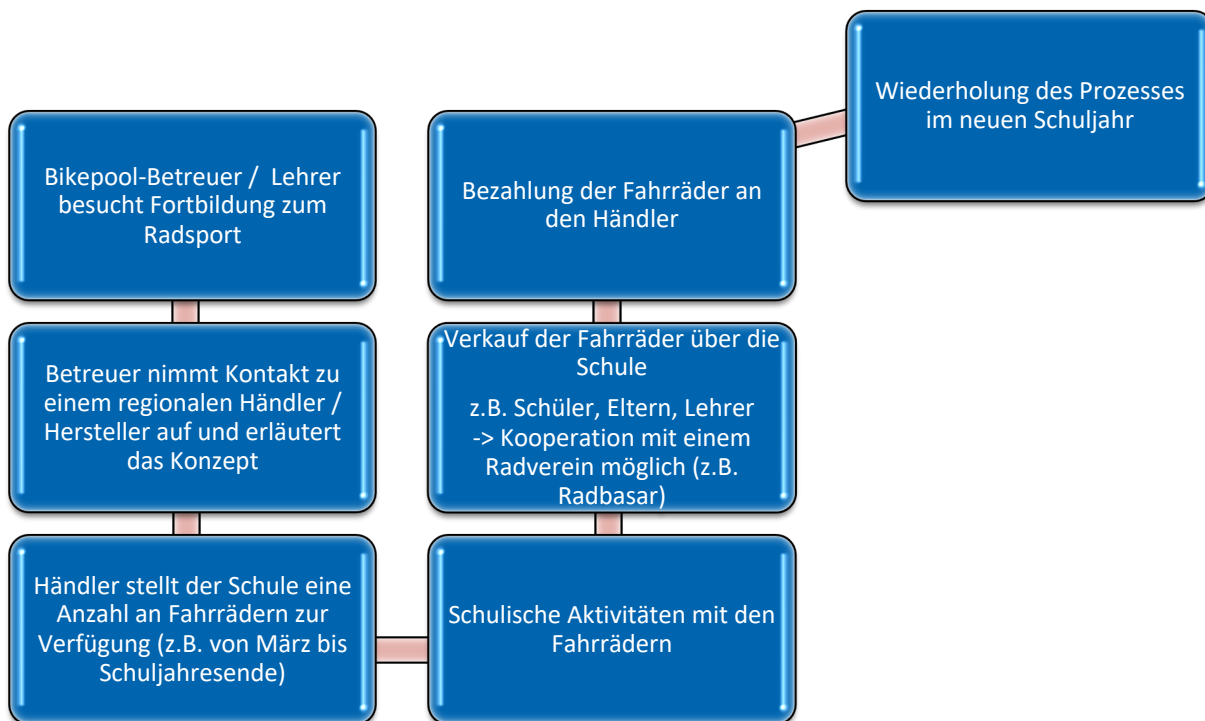 Bikepool-Betreuer / Lehrer
besucht Fortbildung zum
Radsport
Betreuer nimmt Kontakt zu
einem regionalen Händler /
Hersteller auf und erläutert
das Konzept
Händler stellt der Schule eine
Anzahl an Fahrrädern zur
Verfügung (z.B. von März bis
Schuljahresende)
Schulische Aktivitäten mit den
Fahrrädern
Verkauf der Fahrräder über die
Schule
z.B. Schüler, Eltern, Lehrer
-> Kooperation mit einem
Radverein möglich (z.B.
Radbasar)
Bezahlung der Fahrräder an
den Händler
Wiederholung des Prozesses
im neuen Schuljahr